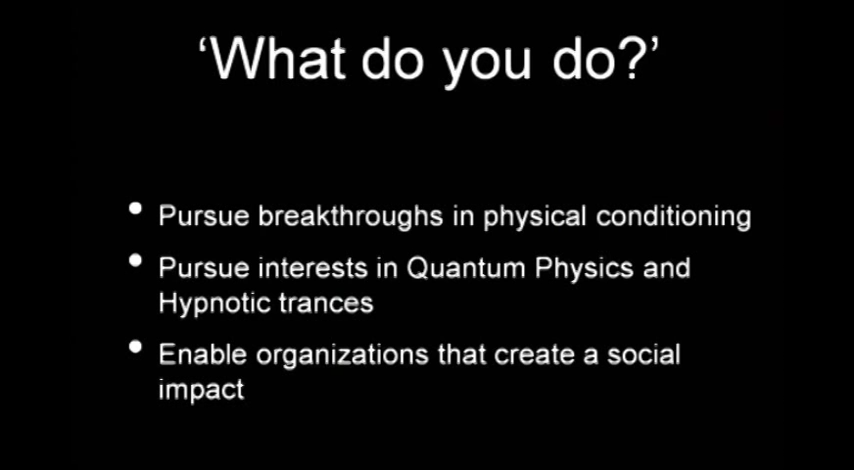 ‘What do you do?’
• Pursue breakthroughs in physical conditioning
• Pursue interests in Quantum Physics and
Hypnotic trances
• Enable organizations that create a social
impact